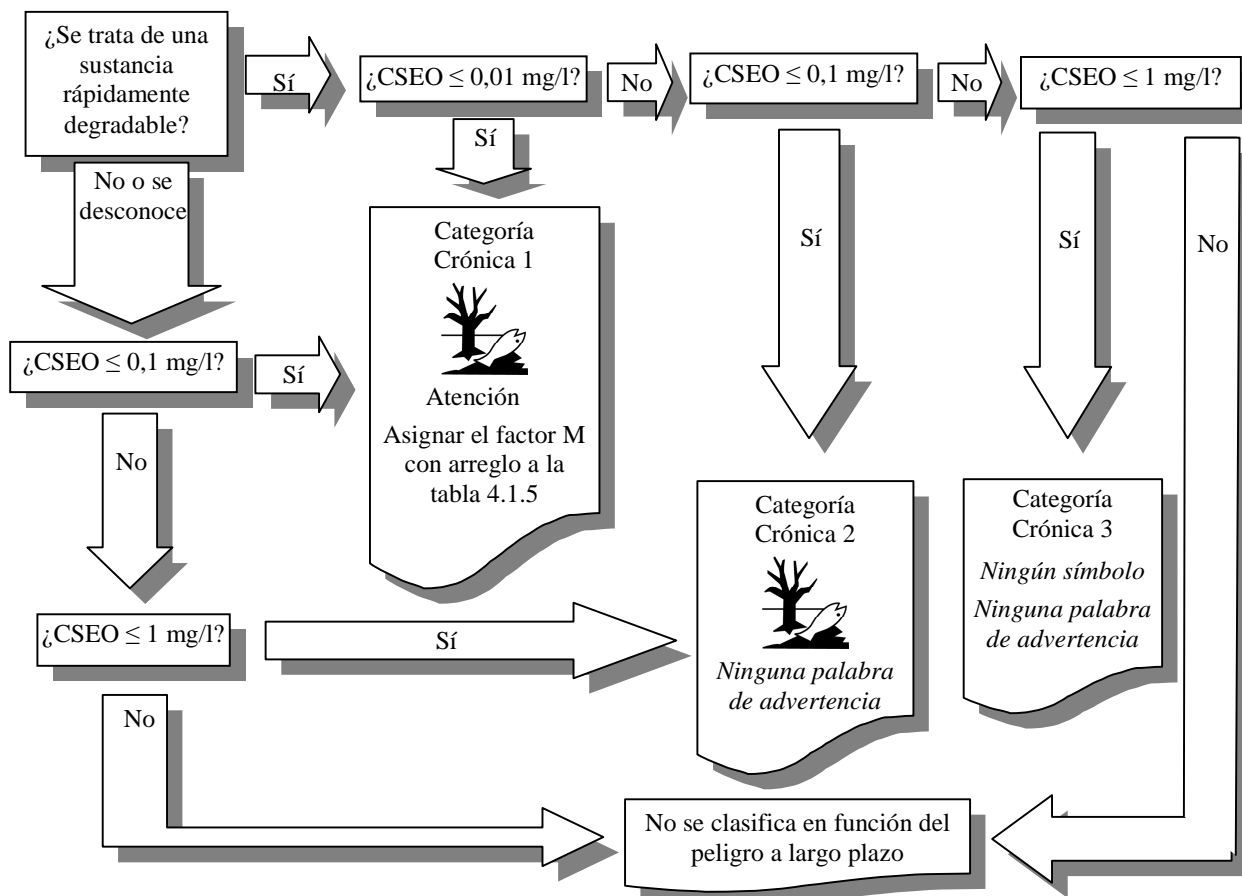 ¿Se trata de una
sustancia
rápidamente
degradable?
Sí
¿CSEO ≤ 0,01 mg/l?
No
¿CSEO ≤ 0,1 mg/l?
No
¿CSEO ≤ 1 mg/l?
Sí
No o se
desconoce
Categoría
Crónica 1
Atención
Asignar el factor M
con arreglo a la
tabla 4.1.5
Sí
Sí
No
¿CSEO ≤ 0,1 mg/l?
Sí
No
Categoría
Crónica 2
Ninguna palabra
de advertencia
Categoría
Crónica 3
Ningún símbolo
Ninguna palabra
de advertencia
¿CSEO ≤ 1 mg/l?
Sí
No
No se clasifica en función del
peligro a largo plazo